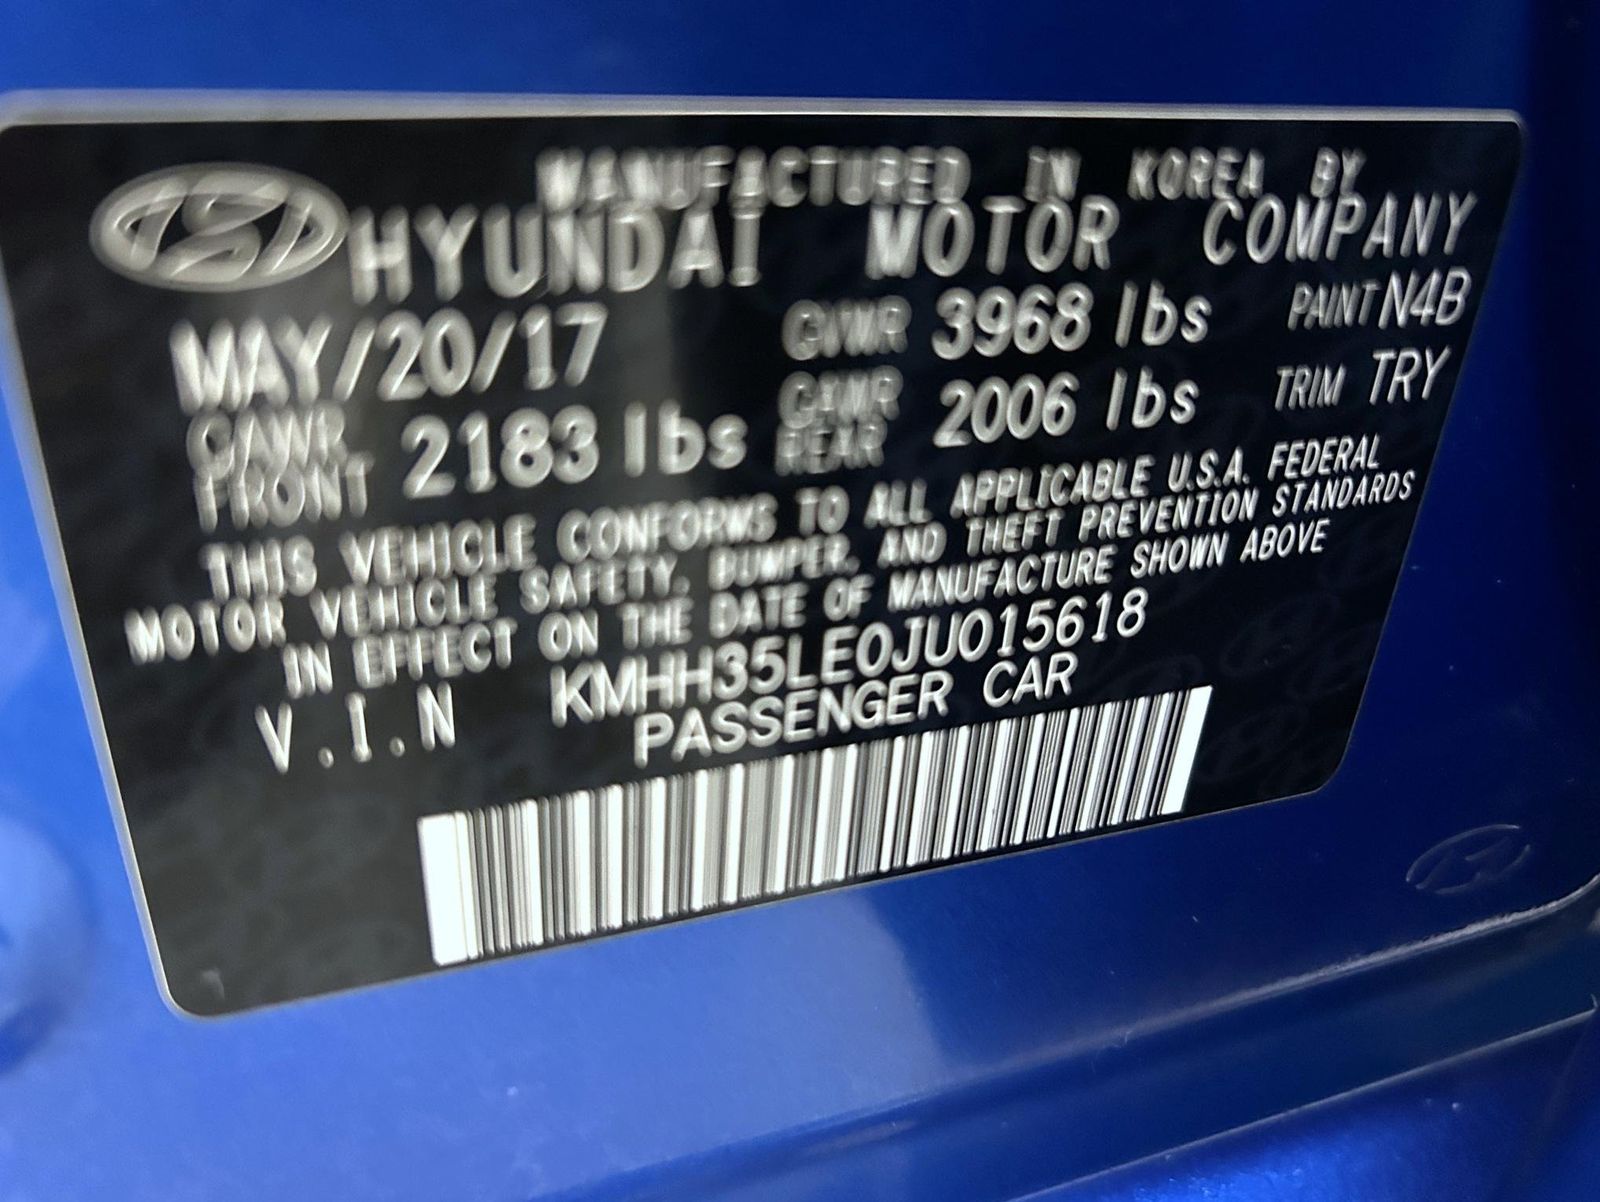 MANUFACTURED IN KOREA BY
HYUNDAI MOTOR COMPANY
MAY/20/17 GVWR 3968 lbs PAINT N4B
GAWR FRONT 2183 lbs GAWR REAR 2006 lbs TRIM TRY
THIS VEHICLE CONFORMS TO ALL APPLICABLE U.S.A. FEDERAL
MOTOR VEHICLE SAFETY, BUMPER, AND THEFT PREVENTION STANDARDS
IN EFFECT ON THE DATE OF MANUFACTURE SHOWN ABOVE
V.I.N KMHH35LE0JU015618
PASSENGER CAR